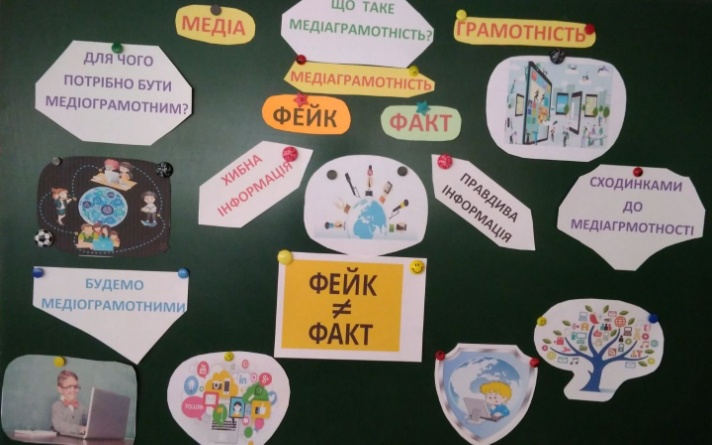 МЕДІА
ЩО ТАКЕ
МЕДІАГРАМОТНІСТЬ?
ГРАМОТНІСТЬ
ДЛЯ ЧОГО
ПОТРІБНО БУТИ
МЕДІОГРАМОТНИМ?
МЕДІАГРАМОТНІСТЬ
ФЕЙК
ФАКТ
ХИБНА
ІНФОРМАЦІЯ
ПРАВДИВА
ІНФОРМАЦІЯ
СХОДИНКАМИ
ДО
МЕДІАГРМОТНОСТІ
БУДЕМО
МЕДІОГРАМОТНИМИ
ФЕЙК
≠
ФАКТ
FOLLOW